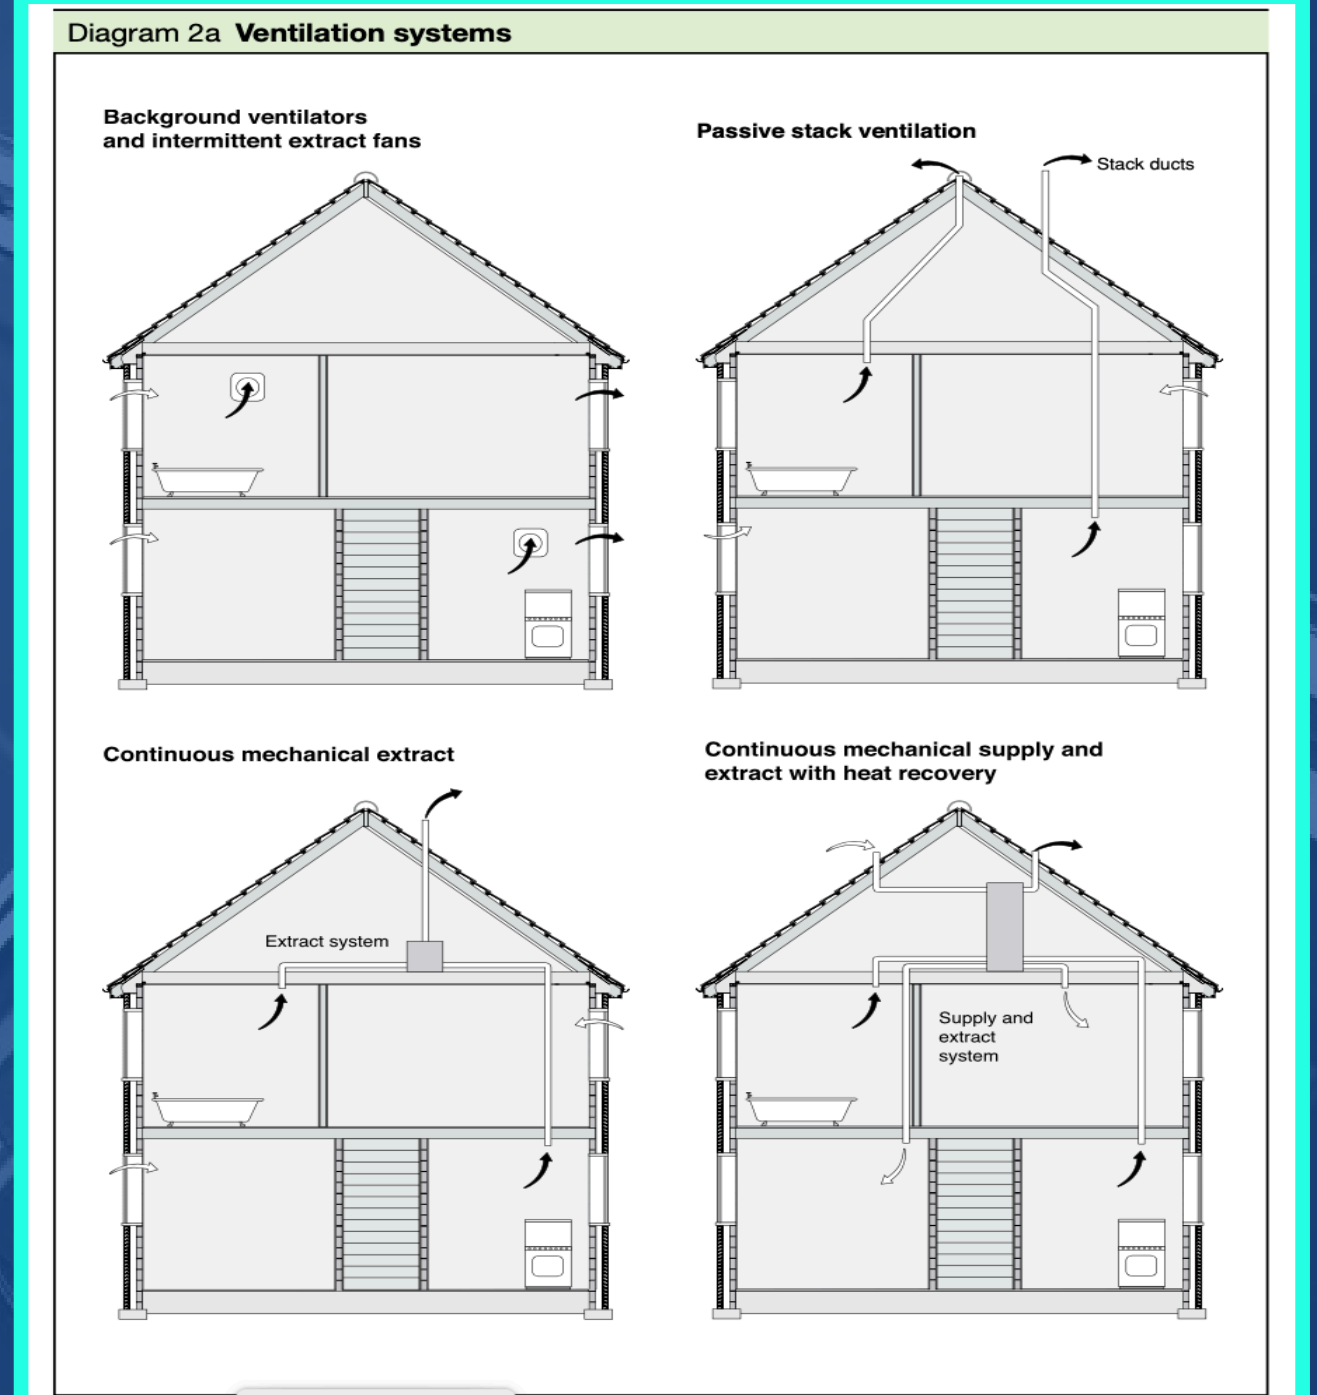 Diagram 2a Ventilation systems
Background ventilators
and intermittent extract fans
Passive stack ventilation
Stack ducts
Continuous mechanical extract
Extract system
Continuous mechanical supply and
extract with heat recovery
Supply and
extract
system